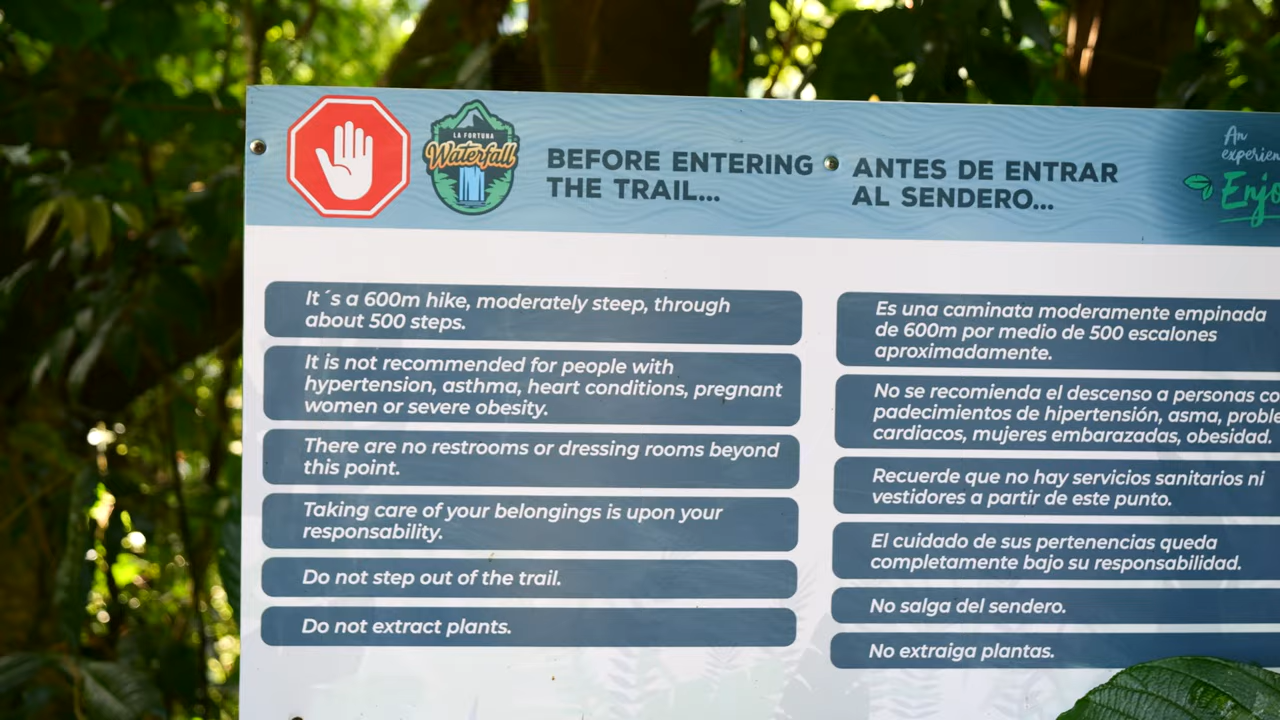 LA FORTUNA
Waterfall
BEFORE ENTERING
THE TRAIL...
It´s a 600m hike, moderately steep, through
about 500 steps.
It is not recommended for people with
hypertension, asthma, heart conditions, pregnant
women or severe obesity.
There are no restrooms or dressing rooms beyond
this point.
Taking care of your belongings is upon your
responsability.
Do not step out of the trail.
Do not extract plants.
ANTES DE ENTRAR
AL SENDERO...
Es una caminata moderamente empinada
de 600m por medio de 500 escalones
aproximadamente.
No se recomienda el descenso a personas
padecimientos de hipertensión, asma,
cardiacos, mujeres embarazadas, obesidad.
Recuerde que no hay servicios sanitarios ni
vestidores a partir de este punto.
El cuidado de sus pertenencias queda
completamente bajo su responsabilidad.
No salga del sendero.
No extraiga plantas.
An